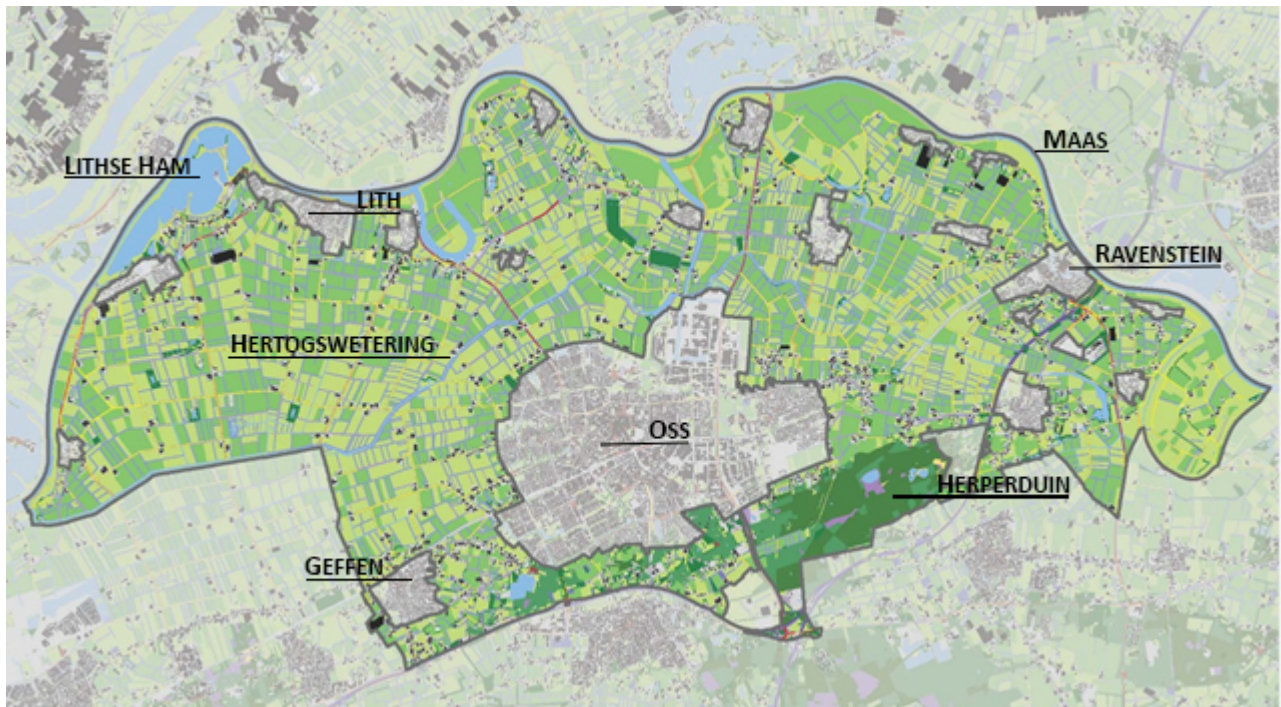 MAAS
LITHSE HAM
LITH
RAVENSTEIN
HERTOGSWETERING
OSS
HERPERDUIN
GEFFEN